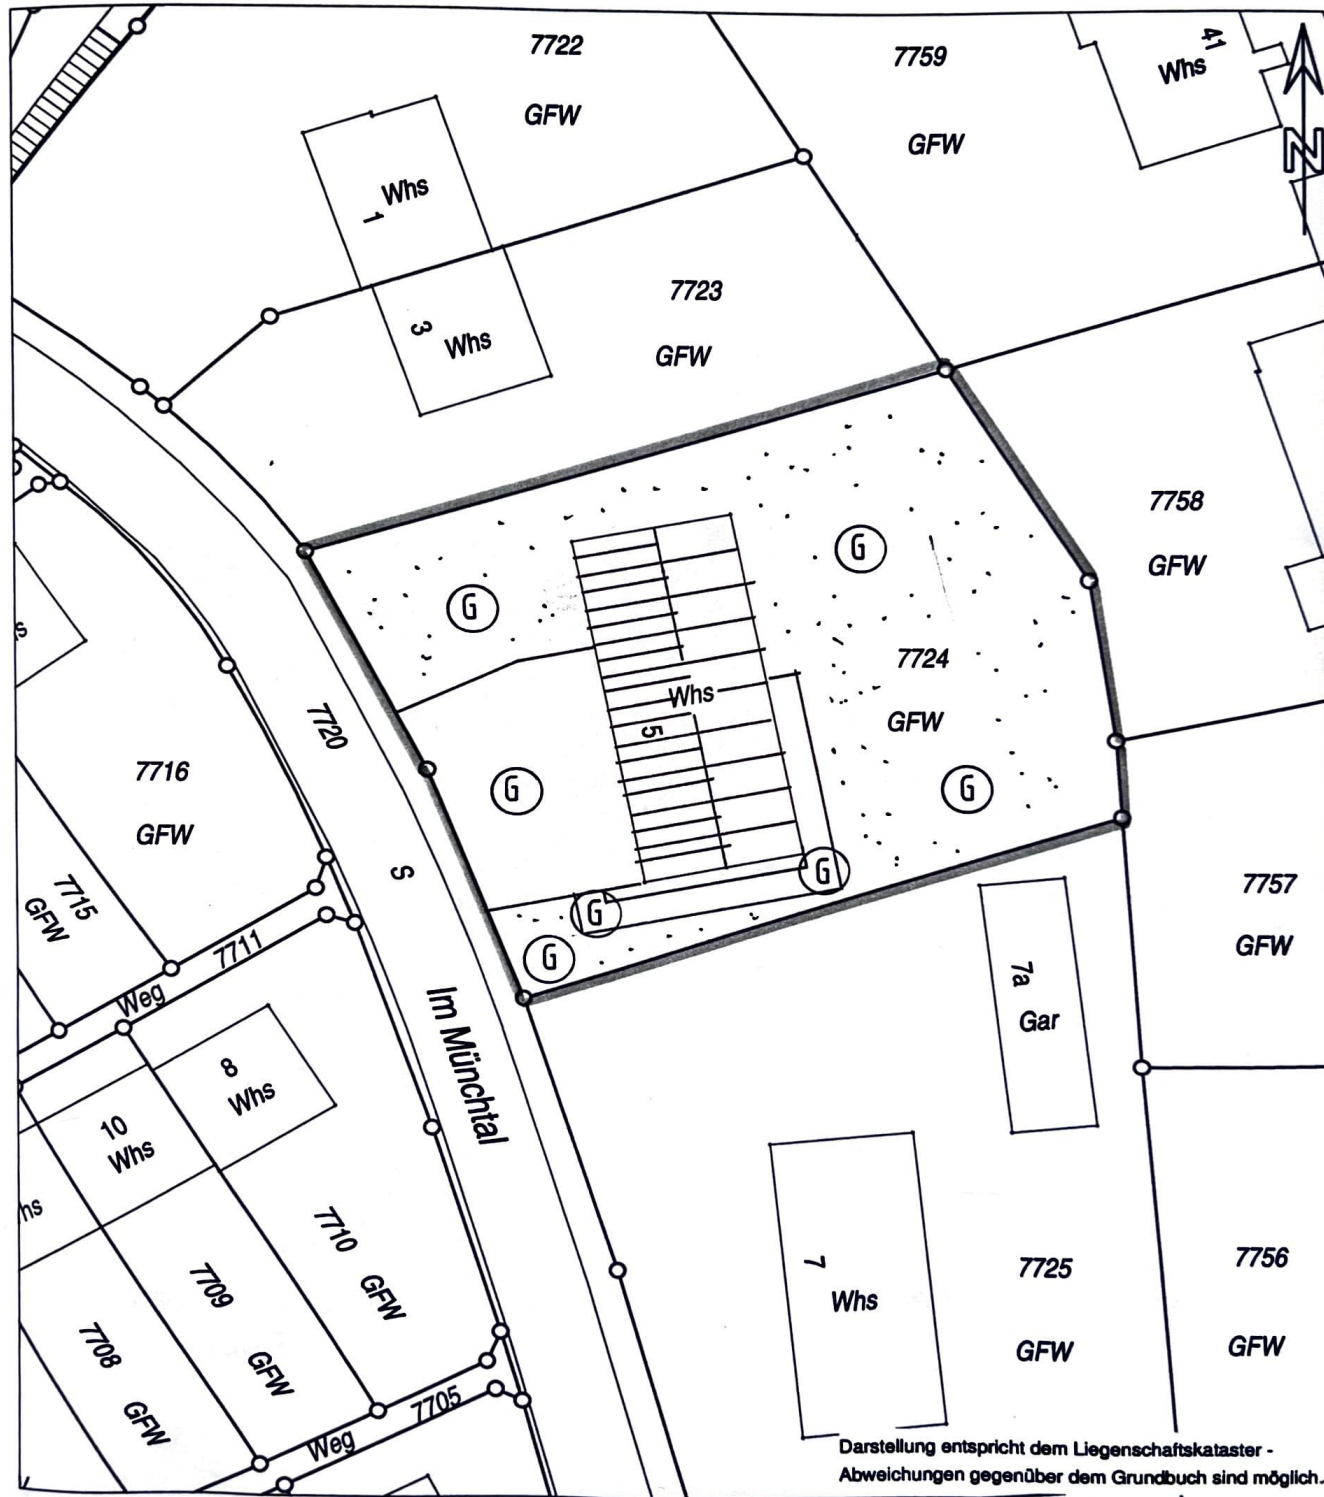 7722
GFW
7759
GFW
41
Whs
N
Whs
1
7723
GFW
3
Whs
7758
GFW
G
G
7724
GFW
Whs
5
G
G
G
G
G
s
7720
S
Im Münchtal
7716
GFW
7715
GFW
7711
Weg
7757
GFW
7a
Gar
8
Whs
10
Whs
hs
7710
GFW
7709
GFW
7708
GFW
7705
Weg
7
Whs
7725
GFW
7756
GFW
Darstellung entspricht dem Liegenschaftskataster -
Abweichungen gegenüber dem Grundbuch sind möglich.